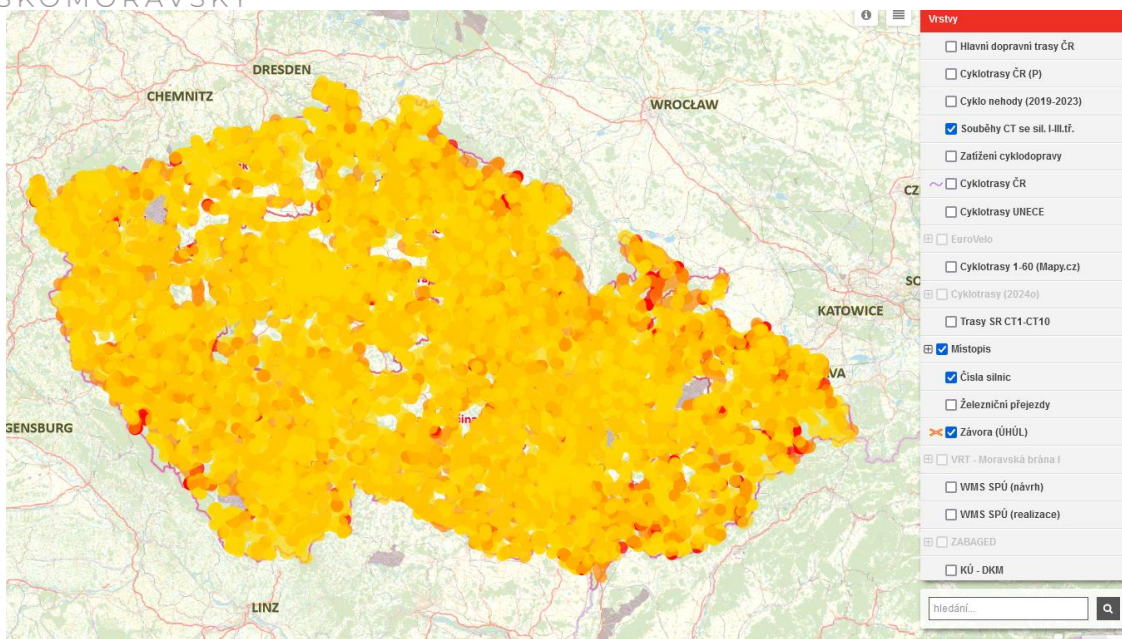 SKOMORAVSKÝ
Vrstvy
Hlavní dopravní trasy ČR
Cyklotrasy ČR (P)
Cyklo nehody (2019-2023)
Souběhy CT se sil. I-III.tř.
Zatížení cyklodopravy
Cyklotrasy ČR
Cyklotrasy UNECE
EuroVelo
Cyklotrasy 1-60 (Mapy.cz)
Cyklotrasy (2024o)
Trasy SR CT1-CT10
Místopis
Čísla silnic
Železniční přejezdy
Závora (ÚHÚL)
VRT - Moravská brána I
WMS SPÚ (návrh)
WMS SPÚ (realizace)
ZABAGED
KÚ - DKM
hledání...
DRESDEN
CHEMNITZ
WROCŁAW
CZ
SO
KATOWICE
VA
GENSBURG
LINZ